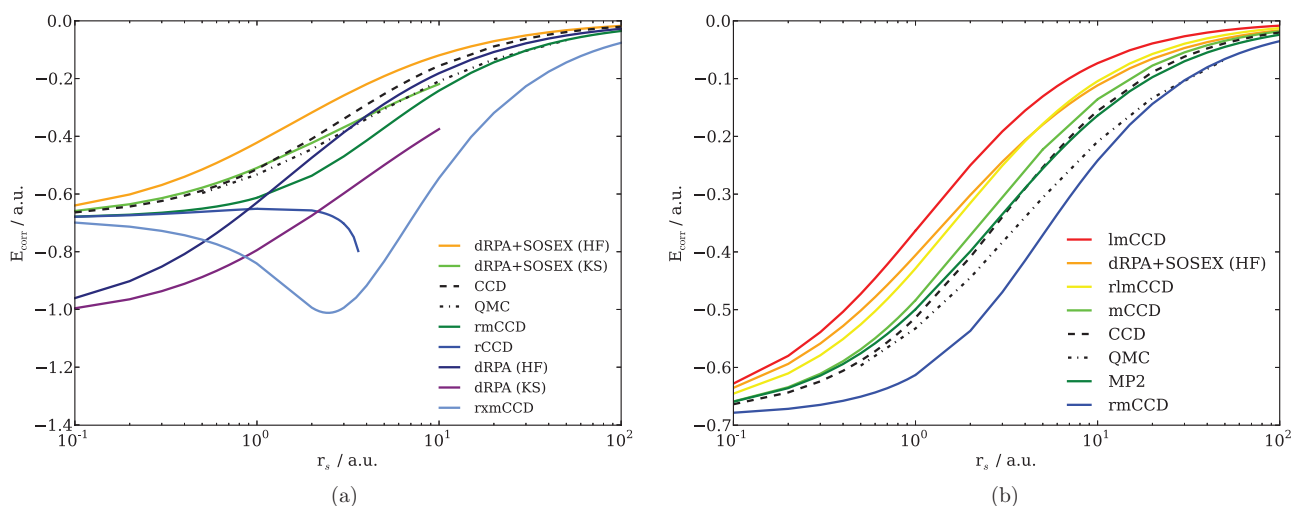 0.0
−0.2
−0.4
−0.6
−0.8
−1.0
−1.2
−1.4
E_corr / a.u.
10^-1
10^0
10^1
10^2
r_s / a.u.
dRPA+SOSEX (HF)
dRPA+SOSEX (KS)
CCD
QMC
rmCCD
rCCD
dRPA (HF)
dRPA (KS)
rxmCCD
(a)
0.0
−0.1
−0.2
−0.3
−0.4
−0.5
−0.6
−0.7
E_corr / a.u.
10^-1
10^0
10^1
10^2
r_s / a.u.
lmCCD
dRPA+SOSEX (HF)
rlmCCD
mCCD
CCD
QMC
MP2
rmCCD
(b)